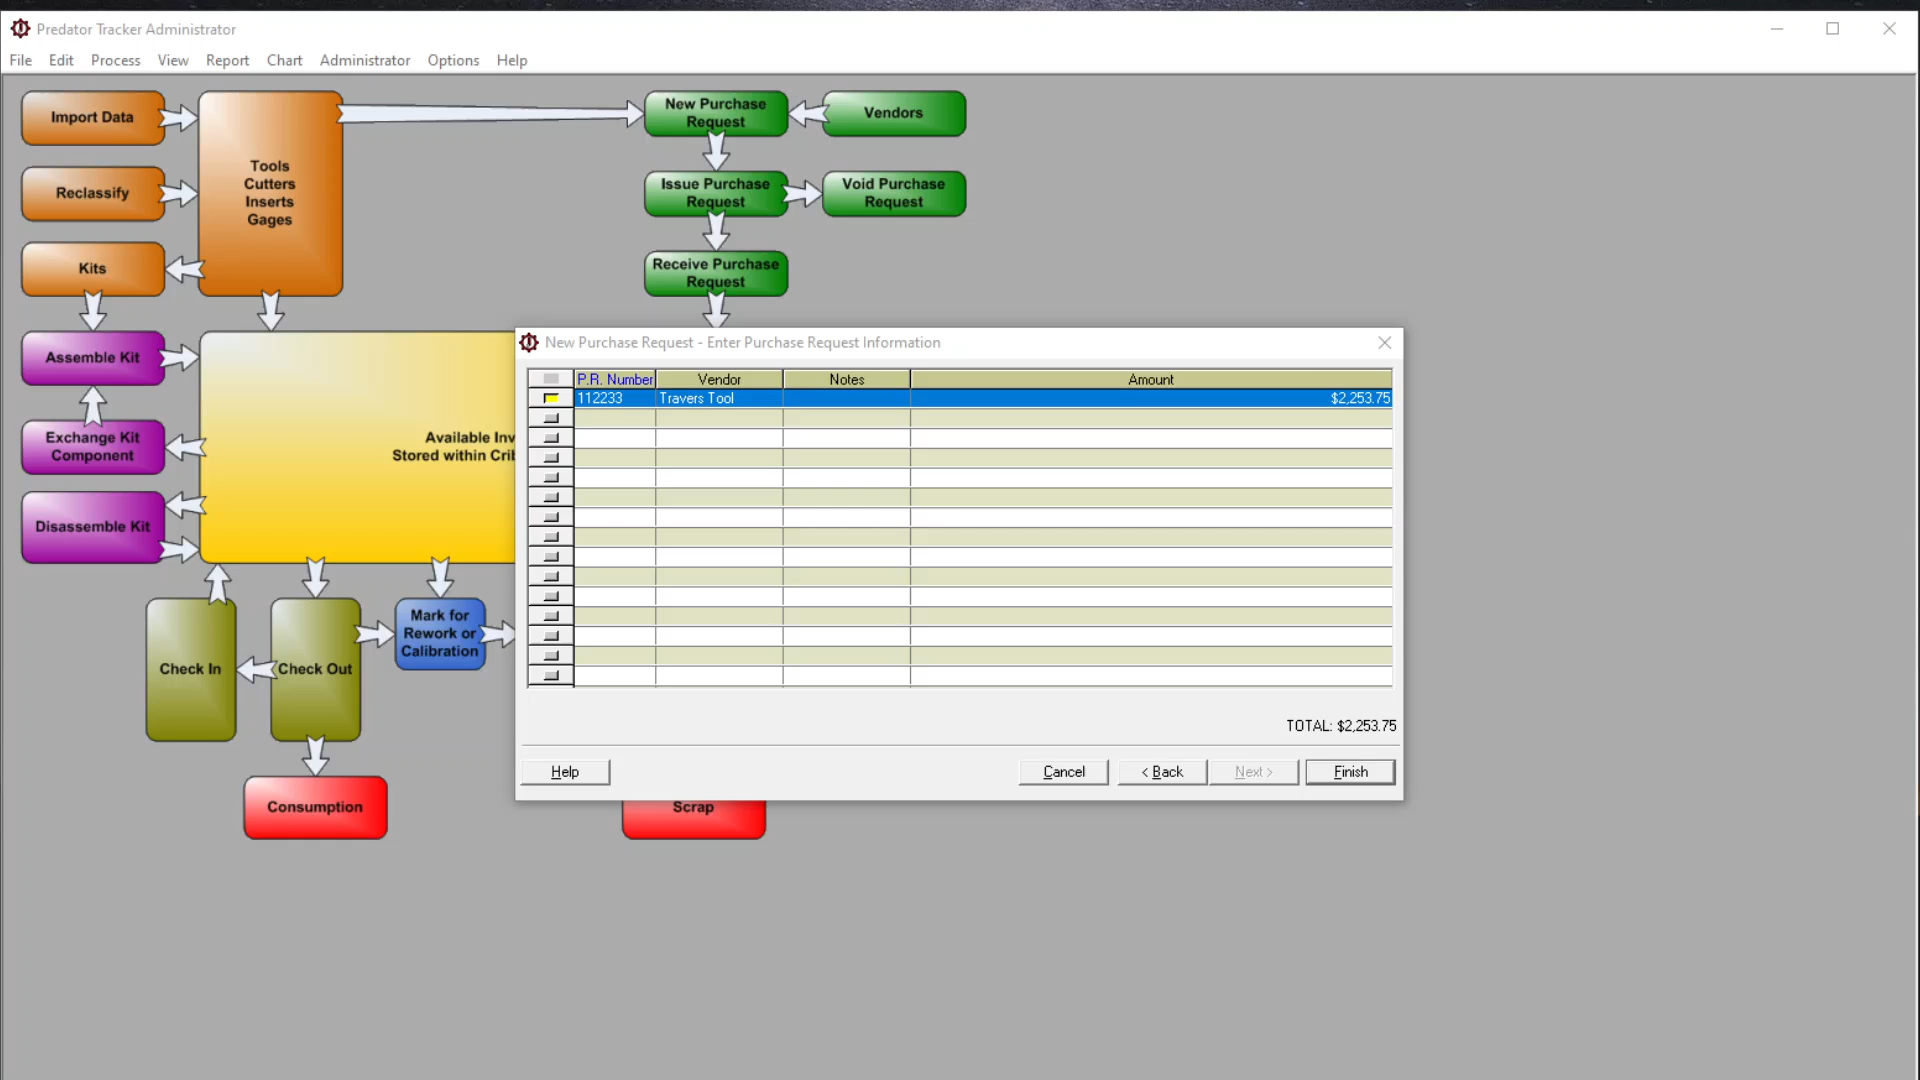 Predator Tracker Administrator
File Edit Process View Report Chart Administrator Options Help
Import Data
Reclassify
Kits
Tools
Cutters
Inserts
Gages
New Purchase
Request
Vendors
Issue Purchase
Request
Void Purchase
Request
Receive Purchase
Request
Assemble Kit
Exchange Kit
Component
Disassemble Kit
Available Inv
Stored within Crib
Check In
Check Out
Mark for
Rework or
Calibration
Consumption
Scrap
New Purchase Request - Enter Purchase Request Information
P.R. Number Vendor Notes Amount
112233 Travers Tool $2,253.75
TOTAL: $2,253.75
Help Cancel < Back Next > Finish